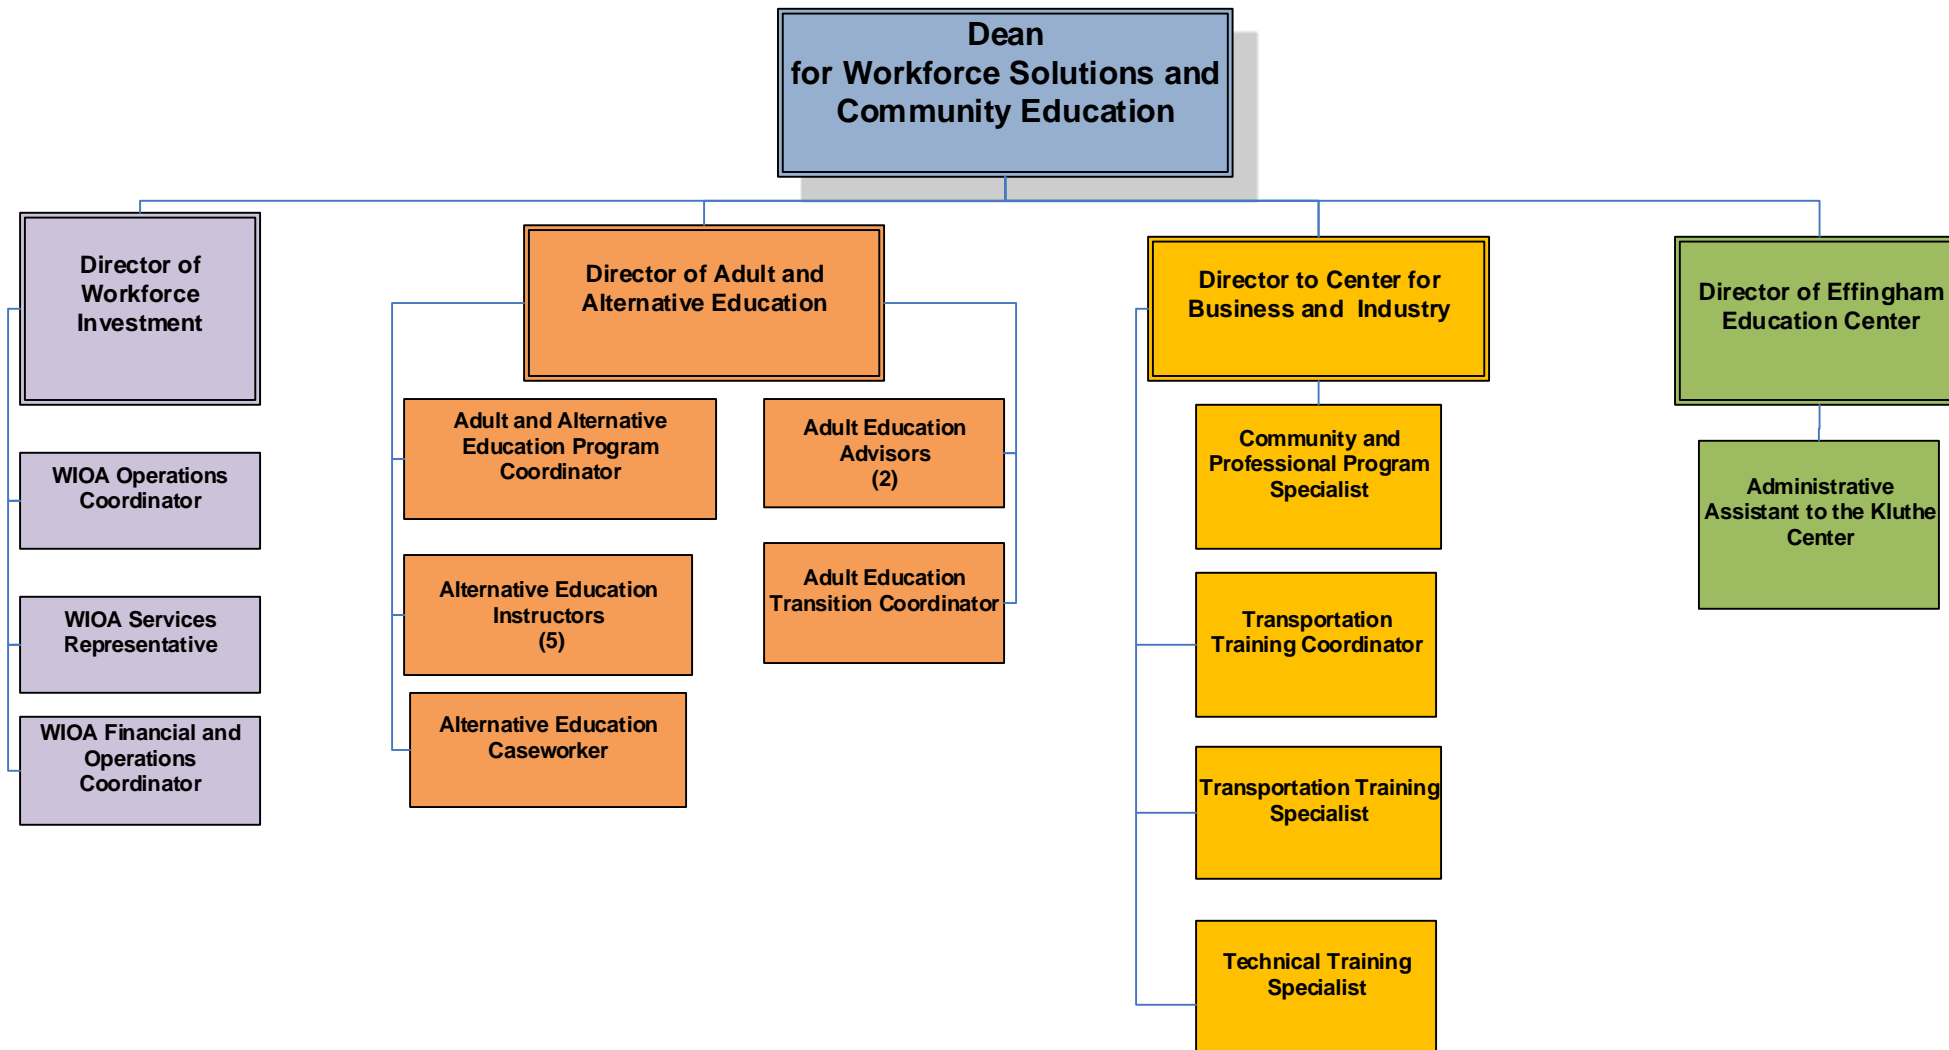 Dean
for Workforce Solutions and
Community Education
Director of
Workforce
Investment
WIOA Operations
Coordinator
WIOA Services
Representative
WIOA Financial and
Operations
Coordinator
Director of Adult and
Alternative Education
Adult and Alternative
Education Program
Coordinator
Alternative Education
Instructors
(5)
Alternative Education
Caseworker
Adult Education
Advisors
(2)
Adult Education
Transition Coordinator
Director to Center for
Business and Industry
Community and
Professional Program
Specialist
Transportation
Training Coordinator
Transportation Training
Specialist
Technical Training
Specialist
Director of Effingham
Education Center
Administrative
Assistant to the Kluthe
Center